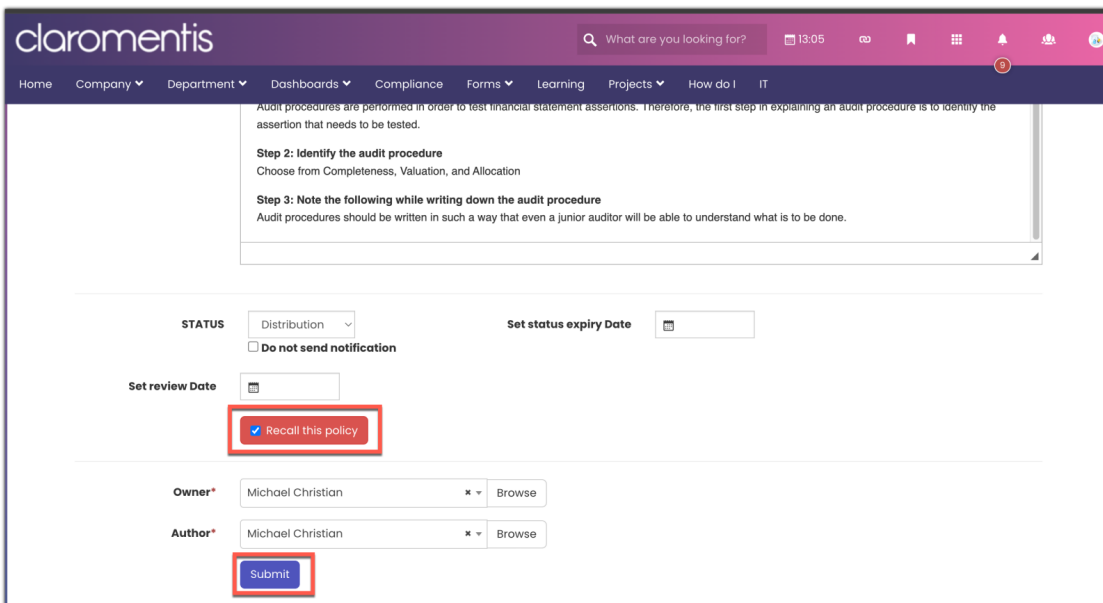 claromentis
What are you looking for?
13:05
9
Home Company Department Dashboards Compliance Forms Learning Projects How do I IT
Audit procedures are performed in order to test financial statement assertions. Therefore, the first step in explaining an audit procedure is to identify the
assertion that needs to be tested.
Step 2: Identify the audit procedure
Choose from Completeness, Valuation, and Allocation
Step 3: Note the following while writing down the audit procedure
Audit procedures should be written in such a way that even a junior auditor will be able to understand what is to be done.
STATUS Distribution Set status expiry Date
Do not send notification
Set review Date
Recall this policy
Owner* Michael Christian × Browse
Author* Michael Christian × Browse
Submit